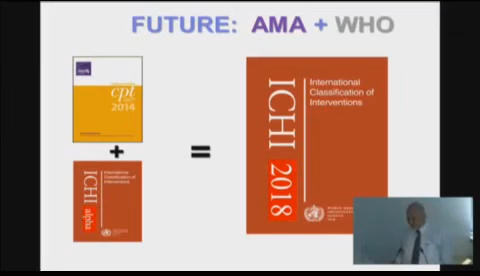 FUTURE: AMA + WHO
cpt
2014
+
International
Classification of
Interventions
ICHI alpha
=
International
Classification of
Interventions
ICHI 2018